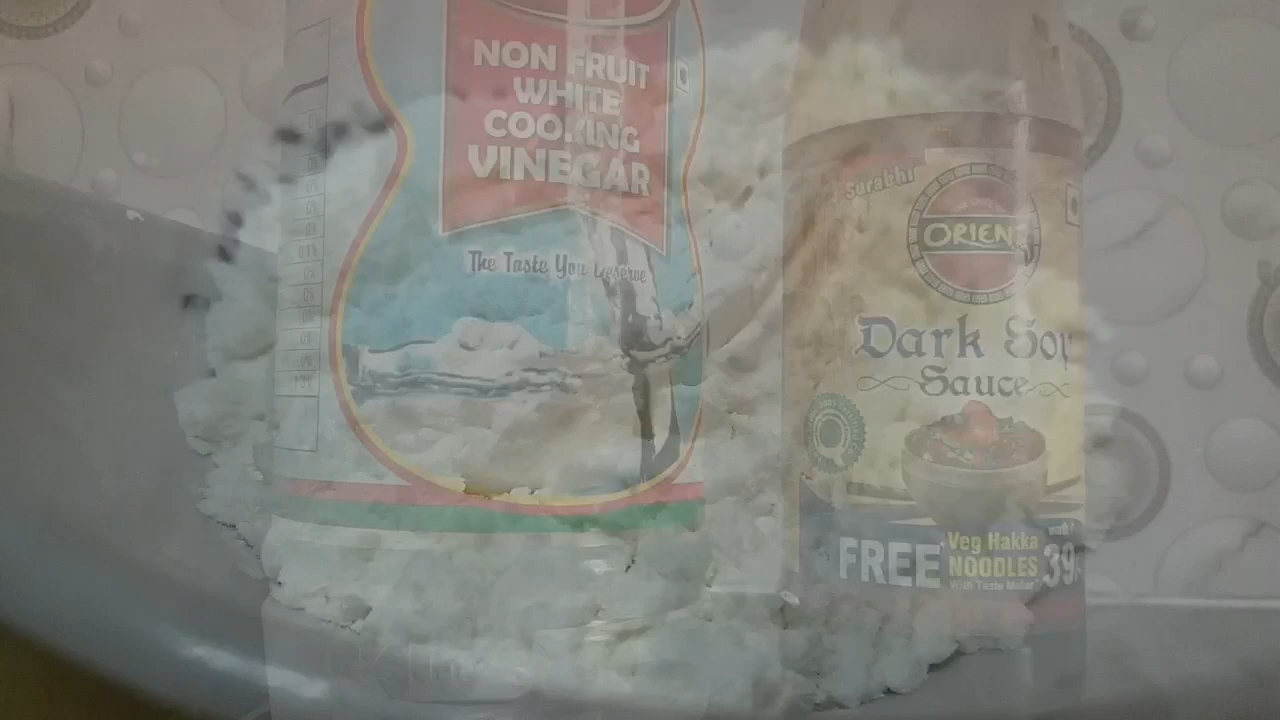 NON FRUIT
WHITE
COOKING
VINEGAR
The Taste You Deserve
Surabhi
ORIENT
Dark Soy
Sauce
FREE
Veg Hakka
NOODLES
With Taste Maker
worth
39